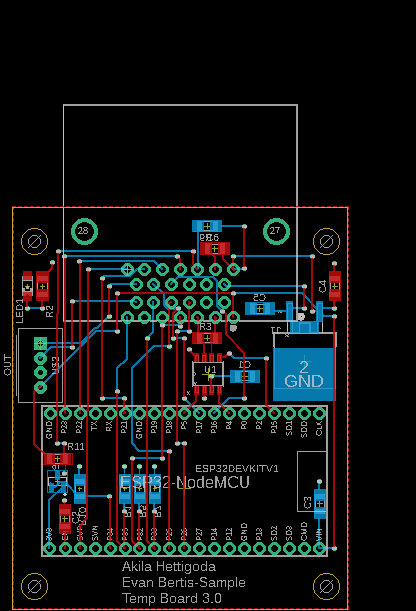 28
27
C4
LED1
R2
C5
R3
U1
2
GND
OUT
GND P23 P22 TX RX P21 GND P19 P18 P5 P17 P16 P4 P0 P2 P15 SD1 SD0 CLK
R11
ESP32DEVKITV1
ESP32-NodeMCU
C3
3V3 EN SVP SVN P34 P35 P32 P33 P25 P26 P27 P14 P12 GND P13 SD2 SD3 CMD VIN
Akila Hettigoda
Evan Bertis-Sample
Temp Board 3.0